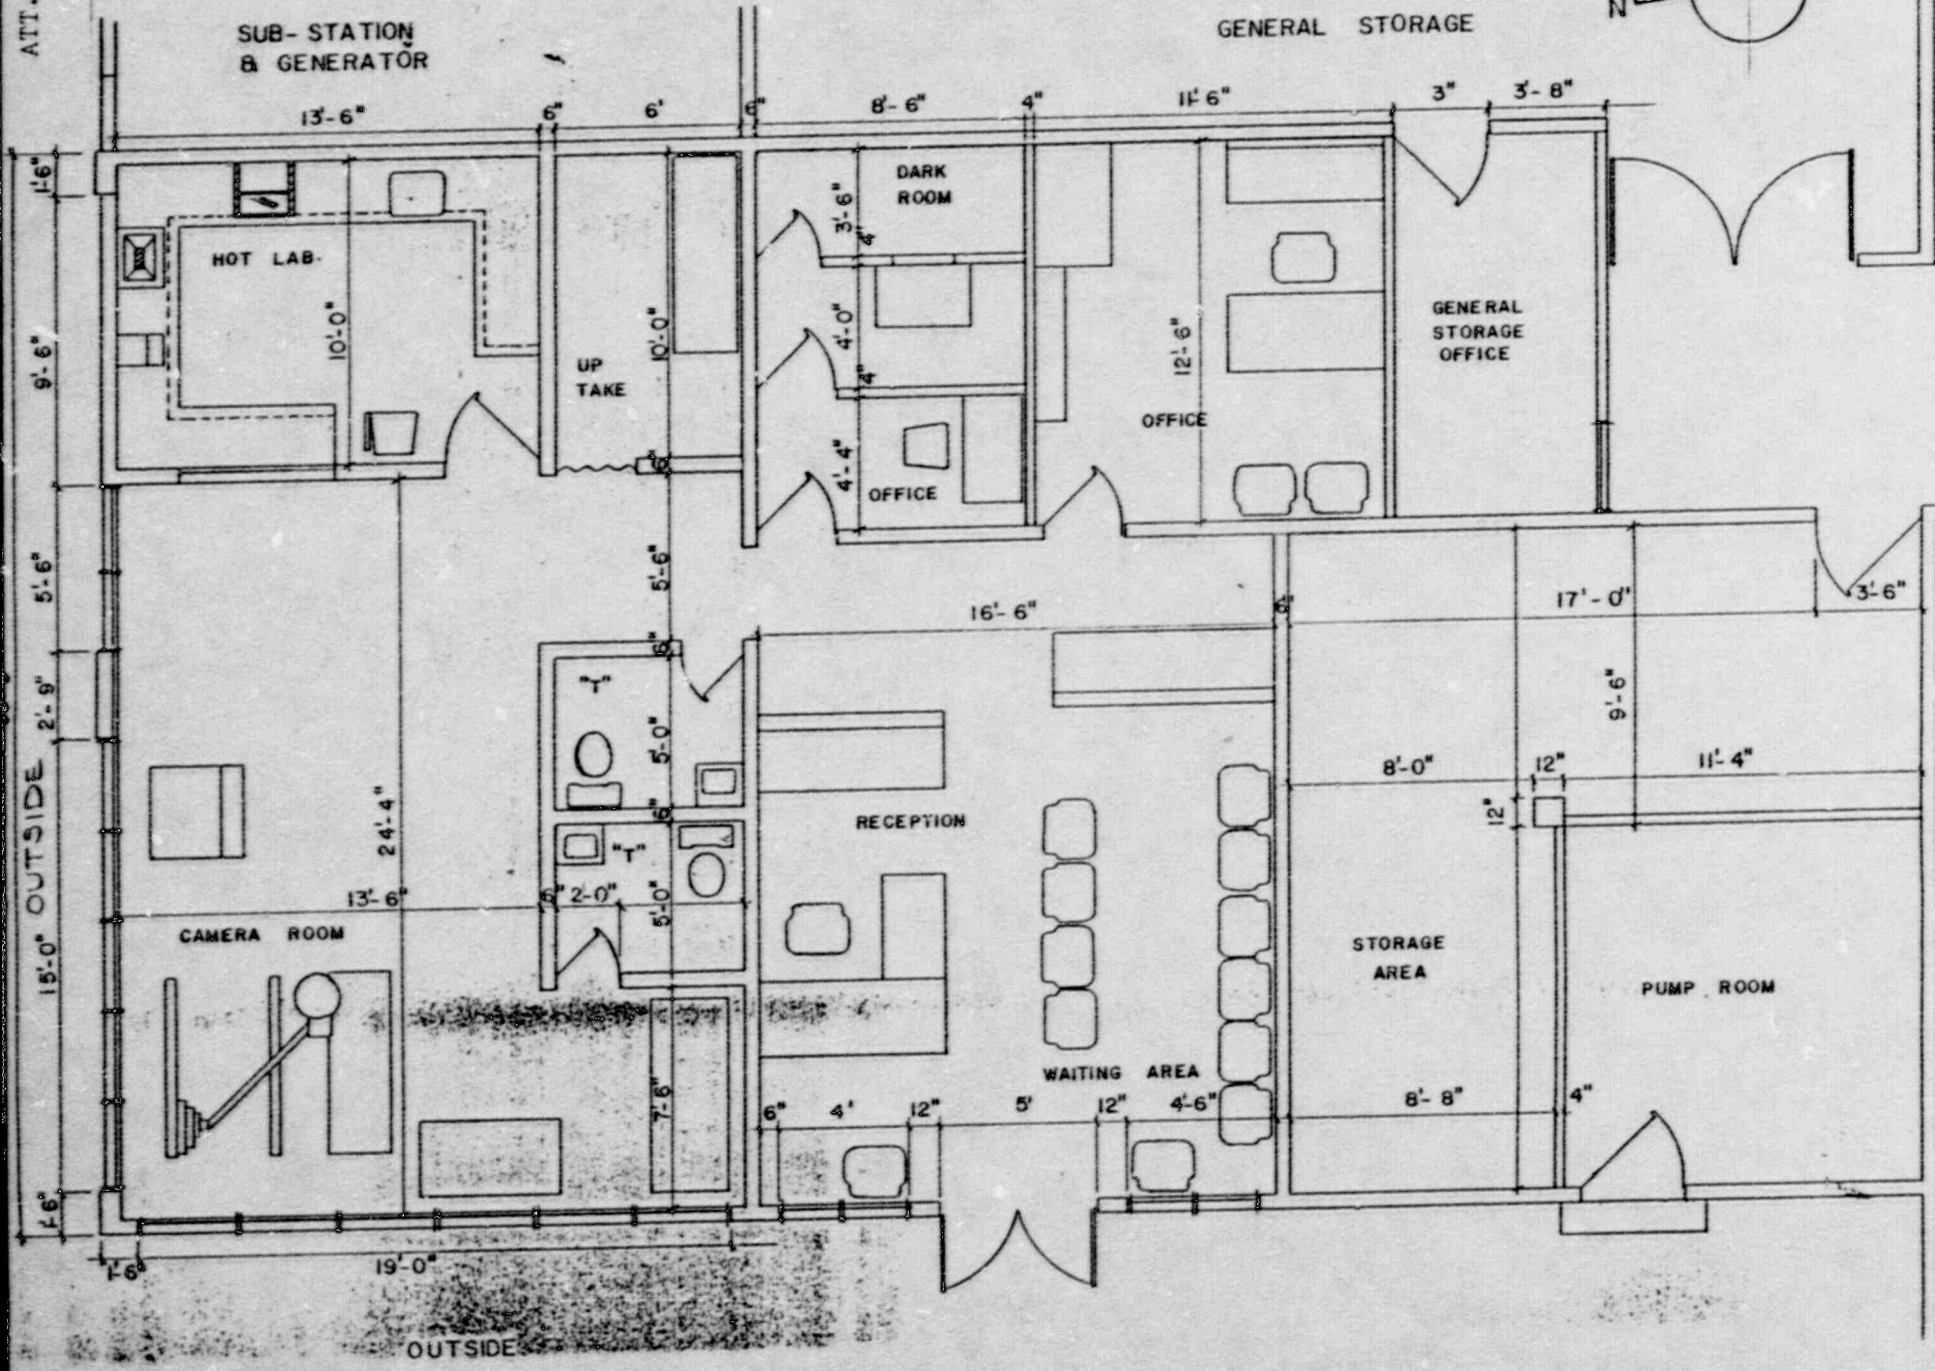 ATT.
SUB-STATION
& GENERATOR
GENERAL STORAGE
N
13'-6"
6"
6'
6"
8'-6"
4"
11'6"
3"
3'-8"
1'-6"
9'-6"
5'-6"
2'-9"
15'-0" OUTSIDE
1'-6"
HOT LAB.
10'-0"
UP
TAKE
10'-0"
6"
DARK
ROOM
3'-6"
4"
4'-0"
4"
4'-4"
OFFICE
12'-6"
OFFICE
GENERAL
STORAGE
OFFICE
5'-6"
6"
16'-6"
6"
17'-0"
3'-6"
9'-6"
"T"
5'-0"
6"
"T"
5'-0"
6"
2'-0"
24'-4"
13'-6"
CAMERA ROOM
RECEPTION
8'-0"
12"
11'-4"
12"
STORAGE
AREA
PUMP ROOM
WAITING AREA
7'-6"
6"
4'
12"
5'
12"
4'-6"
8'-8"
4"
1'-6"
19'-0"
OUTSIDE